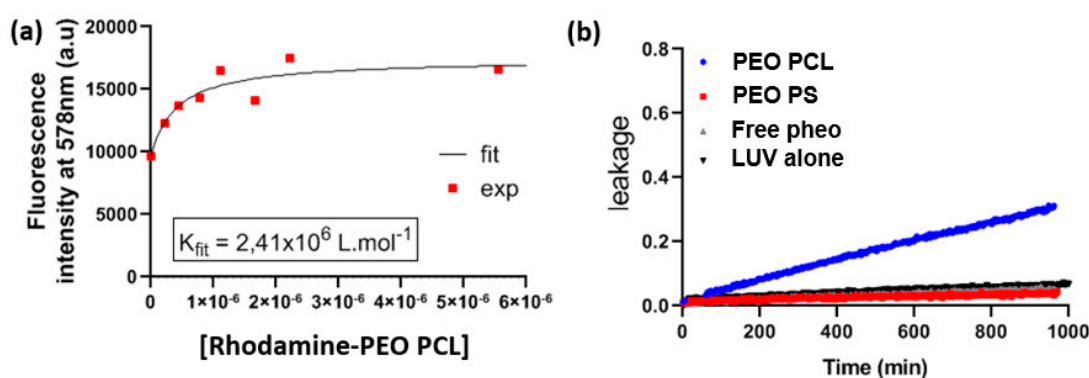 (a)
20000
15000
10000
5000
0
Fluorescence
intensity at 578nm (a.u)
fit
exp
K_fit = 2,41x10^6 L.mol^-1
0 1×10^-6 2×10^-6 3×10^-6 4×10^-6 5×10^-6 6×10^-6
[Rhodamine-PEO PCL]
(b)
0.8
0.6
0.4
0.2
0.0
leakage
PEO PCL
PEO PS
Free pheo
LUV alone
0 200 400 600 800 1000
Time (min)